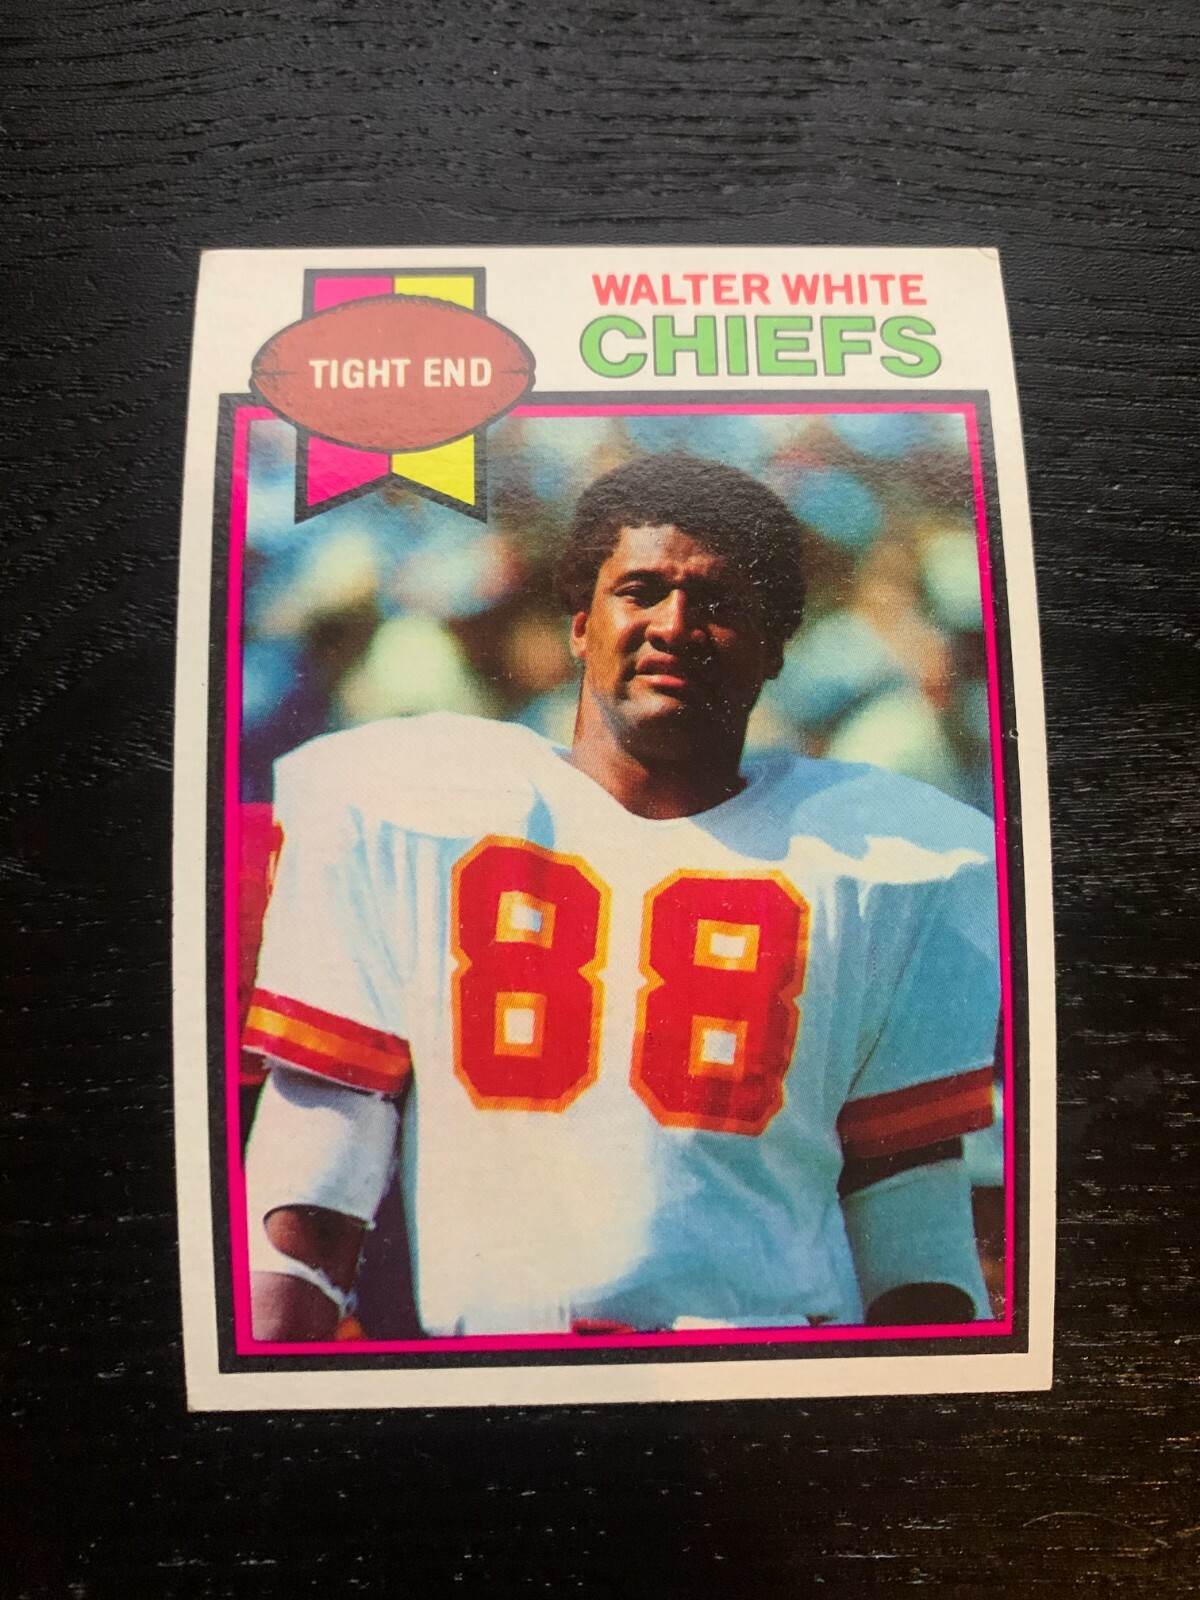 TIGHT END
WALTER WHITE
CHIEFS
88